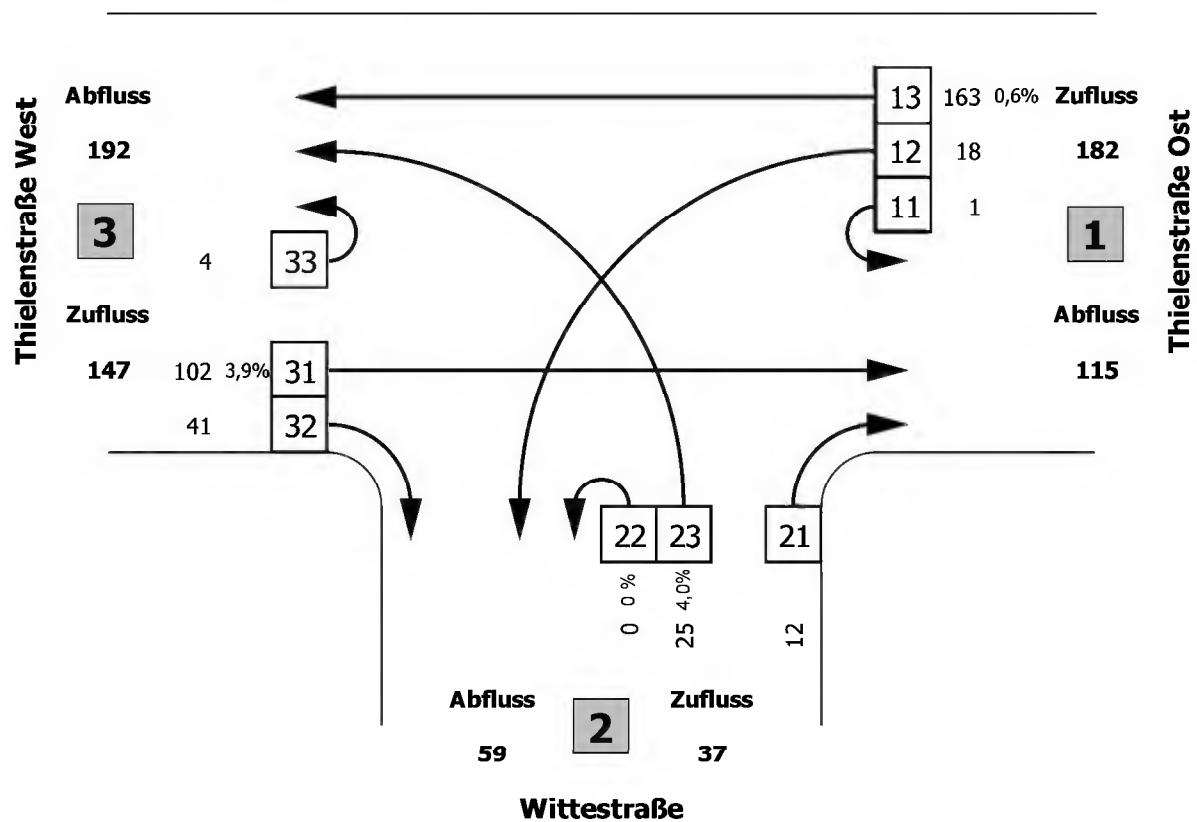 Thielenstraße West
Abfluss
192
3
4 33
Zufluss
147 102 3,9% 31
41 32
13 163 0,6% Zufluss
12 18 182
11 1
1
Abfluss
115
Thielenstraße Ost
22 23 21
0 0 %
25 4,0%
12
Abfluss 2 Zufluss
59 37
Wittestraße